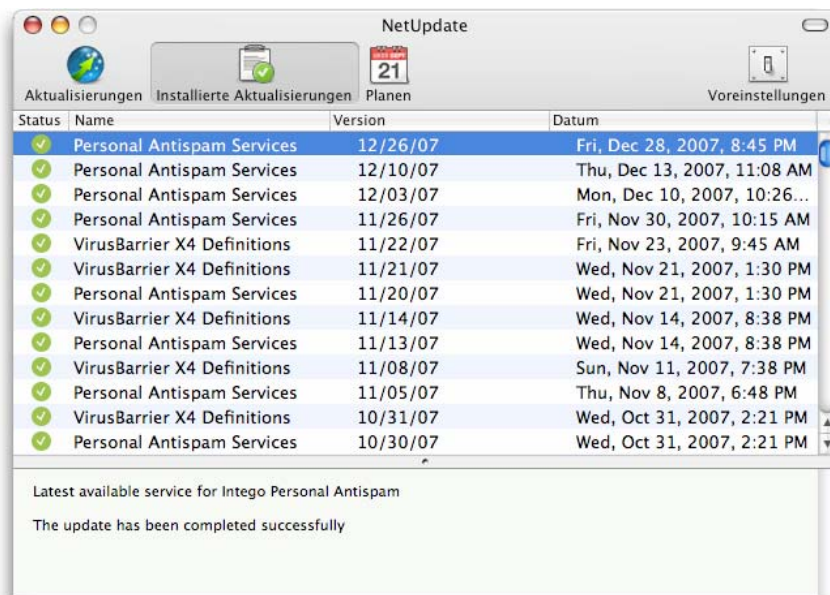 NetUpdate
21
Aktualisierungen Installierte Aktualisierungen Planen Voreinstellungen
Status Name Version Datum
Personal Antispam Services 12/26/07 Fri, Dec 28, 2007, 8:45 PM
Personal Antispam Services 12/10/07 Thu, Dec 13, 2007, 11:08 AM
Personal Antispam Services 12/03/07 Mon, Dec 10, 2007, 10:26...
Personal Antispam Services 11/26/07 Fri, Nov 30, 2007, 10:15 AM
VirusBarrier X4 Definitions 11/22/07 Fri, Nov 23, 2007, 9:45 AM
VirusBarrier X4 Definitions 11/21/07 Wed, Nov 21, 2007, 1:30 PM
Personal Antispam Services 11/20/07 Wed, Nov 21, 2007, 1:30 PM
VirusBarrier X4 Definitions 11/14/07 Wed, Nov 14, 2007, 8:38 PM
Personal Antispam Services 11/13/07 Wed, Nov 14, 2007, 8:38 PM
VirusBarrier X4 Definitions 11/08/07 Sun, Nov 11, 2007, 7:38 PM
Personal Antispam Services 11/05/07 Thu, Nov 8, 2007, 6:48 PM
VirusBarrier X4 Definitions 10/31/07 Wed, Oct 31, 2007, 2:21 PM
Personal Antispam Services 10/30/07 Wed, Oct 31, 2007, 2:21 PM
Latest available service for Intego Personal Antispam
The update has been completed successfully